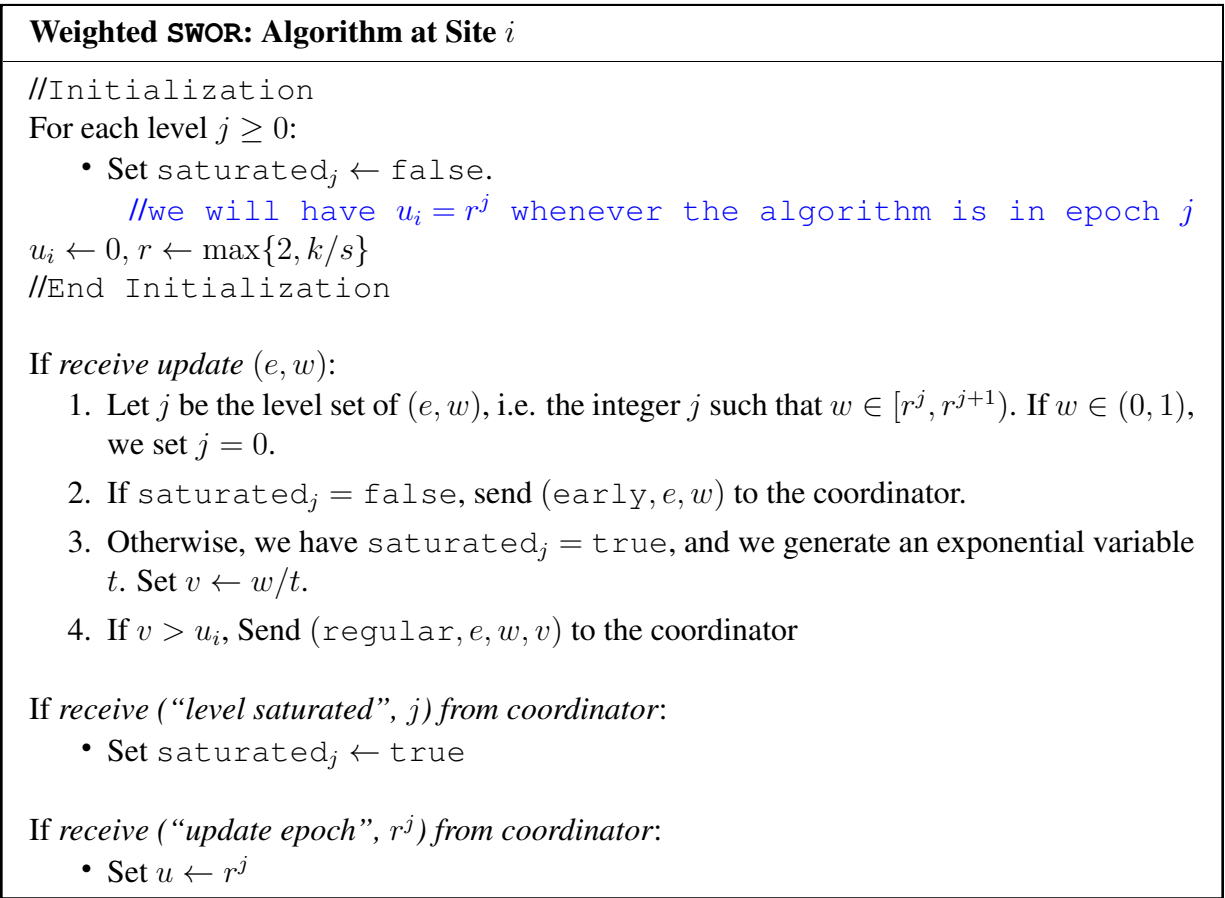 Weighted SWOR: Algorithm at Site i
//Initialization
For each level j ≥ 0:
• Set saturated_j ← false.
//we will have u_i = r^j whenever the algorithm is in epoch j
u_i ← 0, r ← max{2, k/s}
//End Initialization
If receive update (e, w):
1. Let j be the level set of (e, w), i.e. the integer j such that w ∈ [r^j, r^{j+1}). If w ∈ (0, 1),
we set j = 0.
2. If saturated_j = false, send (early, e, w) to the coordinator.
3. Otherwise, we have saturated_j = true, and we generate an exponential variable
t. Set v ← w/t.
4. If v > u_i, Send (regular, e, w, v) to the coordinator
If receive (“level saturated”, j) from coordinator:
• Set saturated_j ← true
If receive (“update epoch”, r^j) from coordinator:
• Set u ← r^j